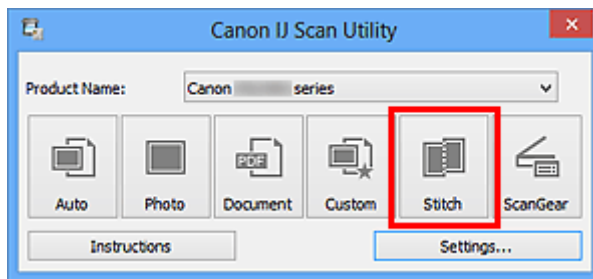 Canon IJ Scan Utility
Product Name: Canon series
PDF
Auto Photo Document Custom Stitch ScanGear
Instructions Settings...